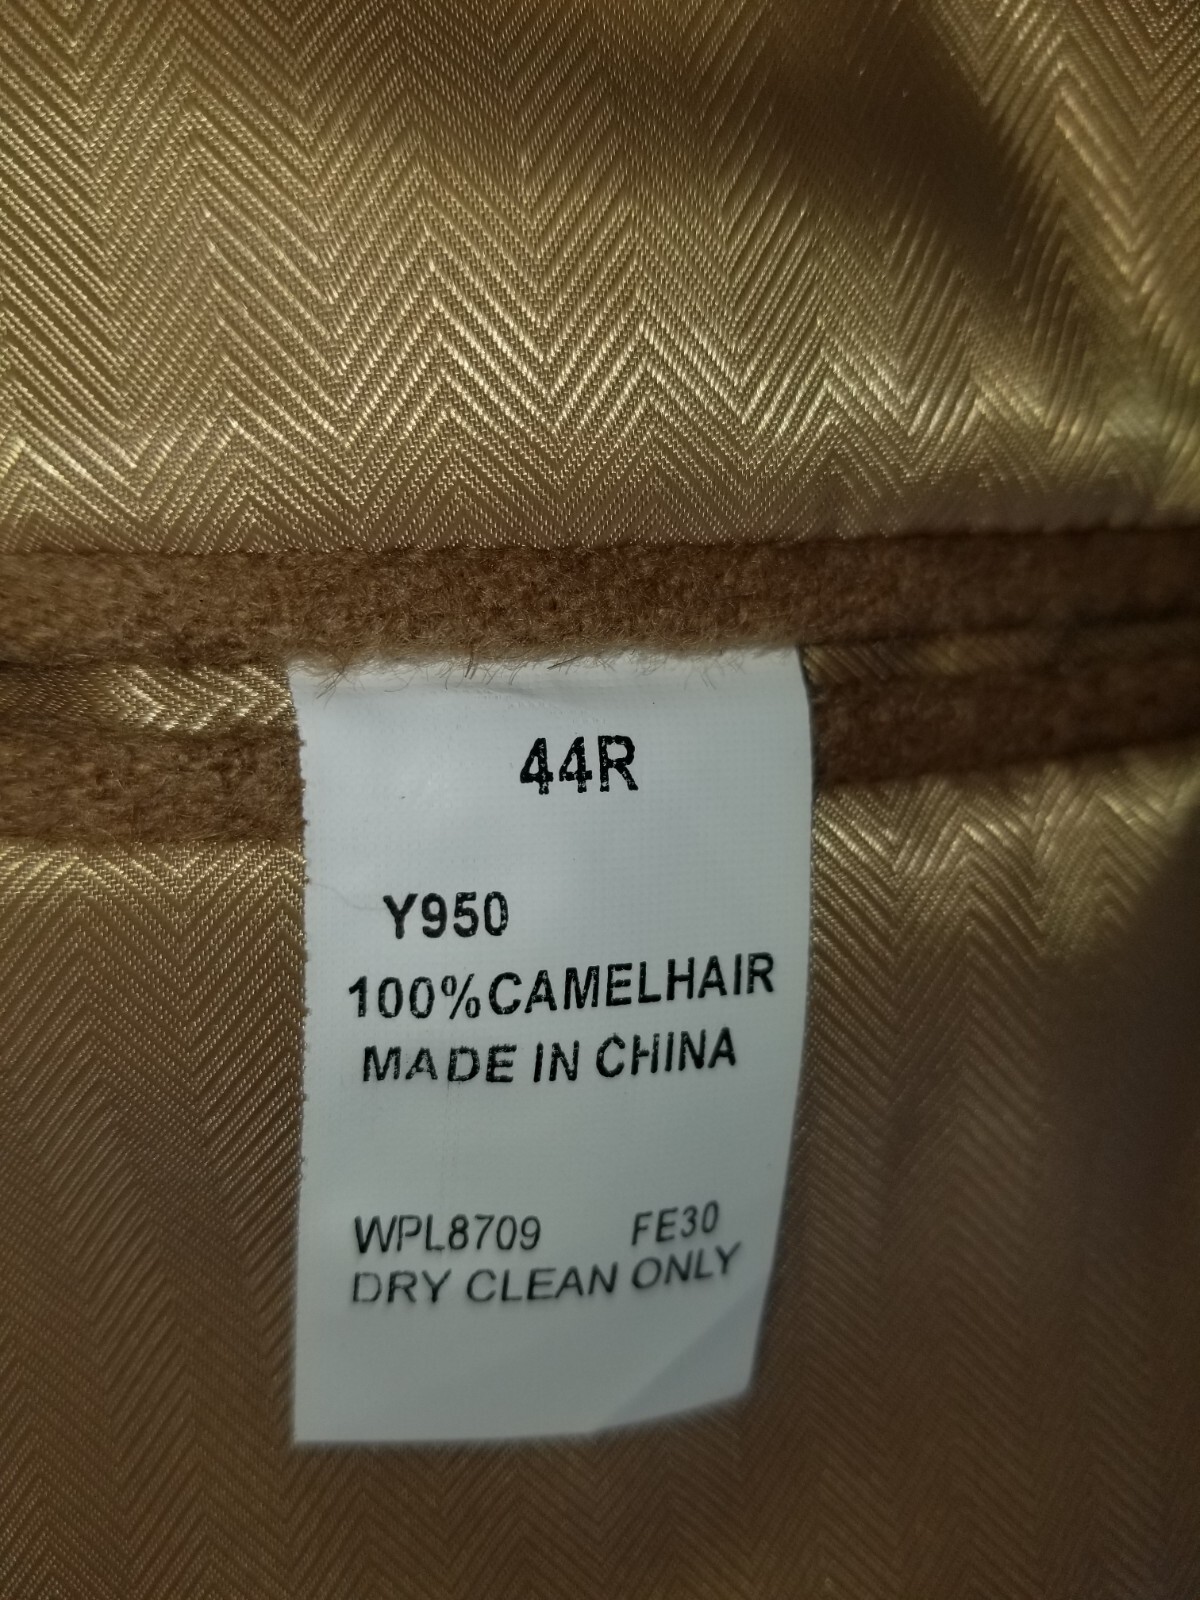 44R
Y950
100%CAMELHAIR
MADE IN CHINA
WPL8709 FE30
DRY CLEAN ONLY